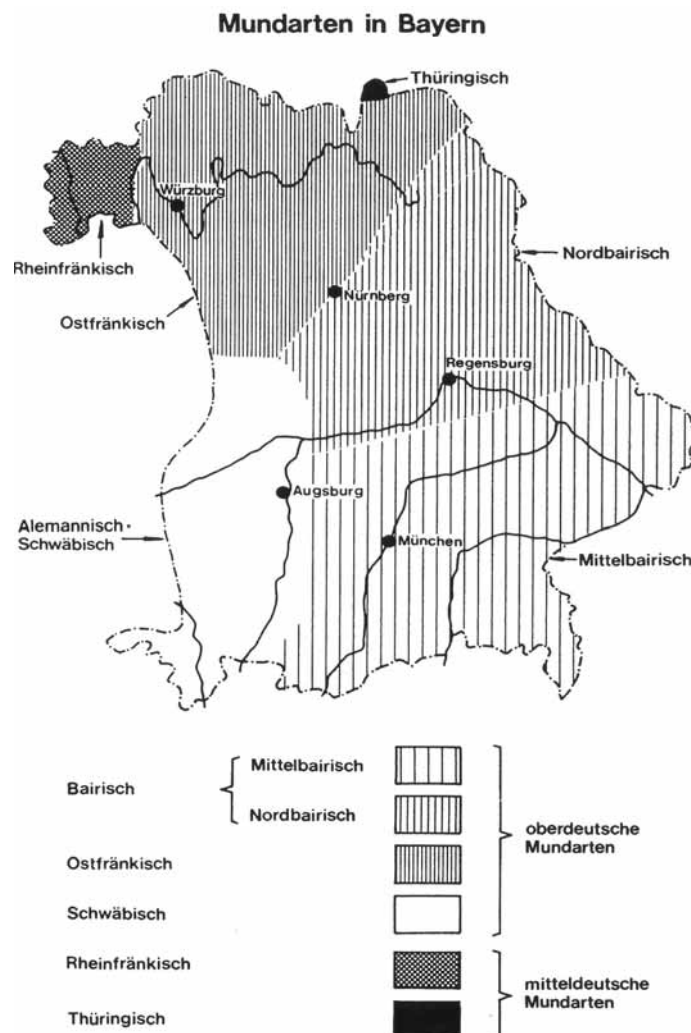 Mundarten in Bayern
Thüringisch
Würzburg
Rheinfränkisch
Nordbairisch
Nürnberg
Ostfränkisch
Regensburg
Augsburg
Alemannisch-
Schwäbisch
München
Mittelbairisch
Mittelbairisch
Bairisch
Nordbairisch
oberdeutsche
Mundarten
Ostfränkisch
Schwäbisch
Rheinfränkisch
mitteldeutsche
Mundarten
Thüringisch